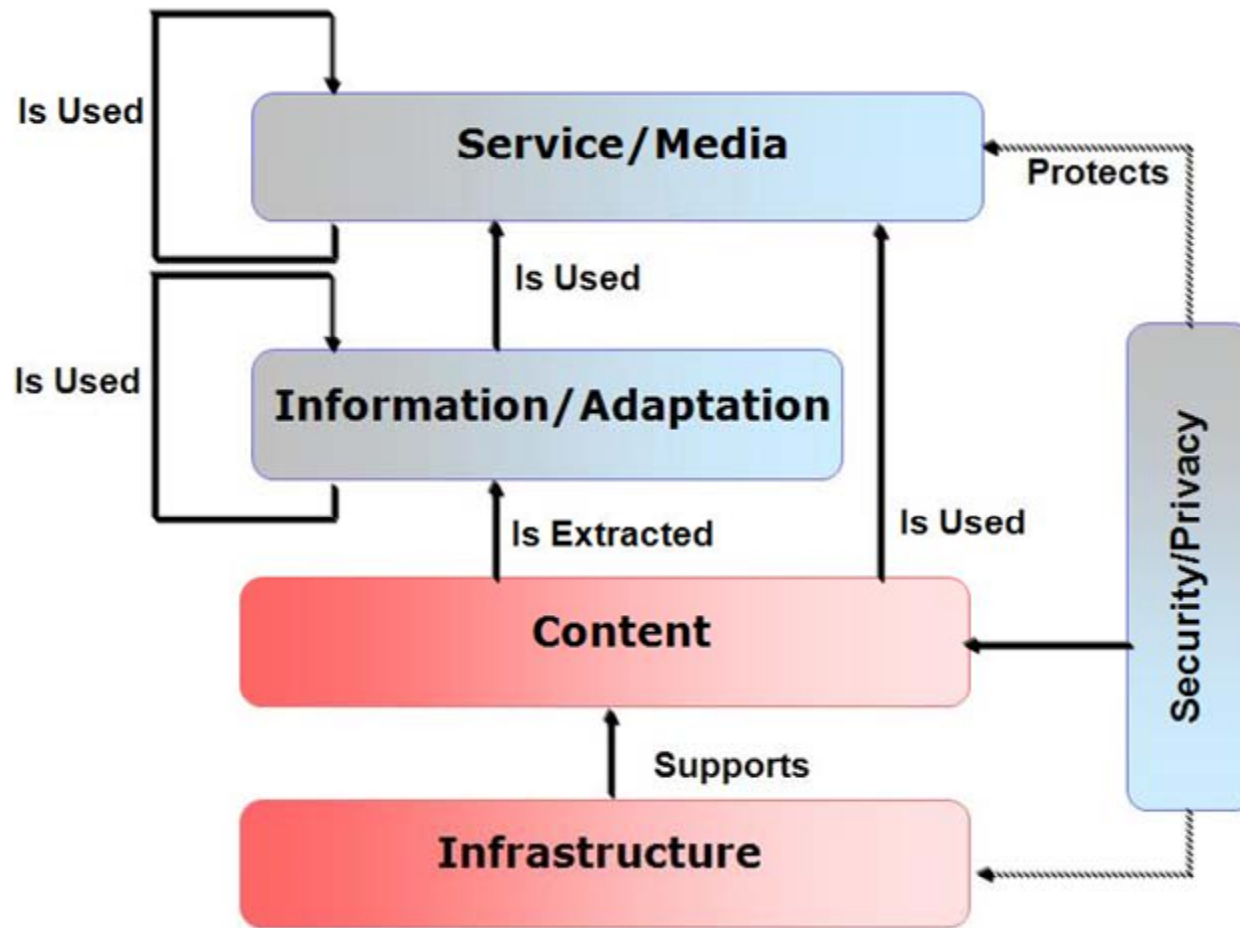 Is Used
Service/Media
Protects
Is Used
Is Used
Information/Adaptation
Is Extracted
Is Used
Security/Privacy
Content
Supports
Infrastructure